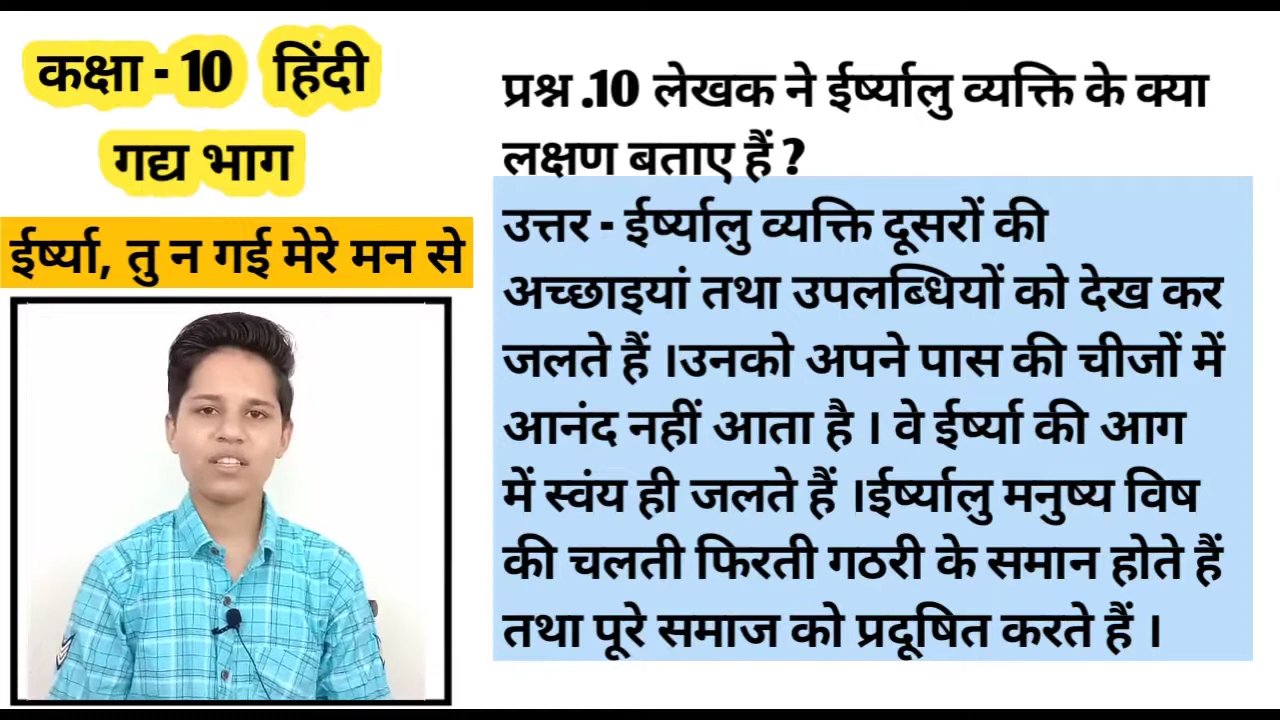 कक्षा - 10 हिंदी
गद्य भाग
ईर्ष्या, तु न गई मेरे मन से
प्रश्न .10 लेखक ने ईर्ष्यालु व्यक्ति के क्या
लक्षण बताए हैं ?
उत्तर - ईर्ष्यालु व्यक्ति दूसरों की
अच्छाइयां तथा उपलब्धियों को देख कर
जलते हैं ।उनको अपने पास की चीजों में
आनंद नहीं आता है । वे ईर्ष्या की आग
में स्वंय ही जलते हैं ।ईर्ष्यालु मनुष्य विष
की चलती फिरती गठरी के समान होते हैं
तथा पूरे समाज को प्रदूषित करते हैं ।